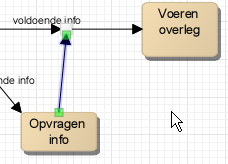 voldoende info
Voeren
overleg
nde info
Opvragen
info